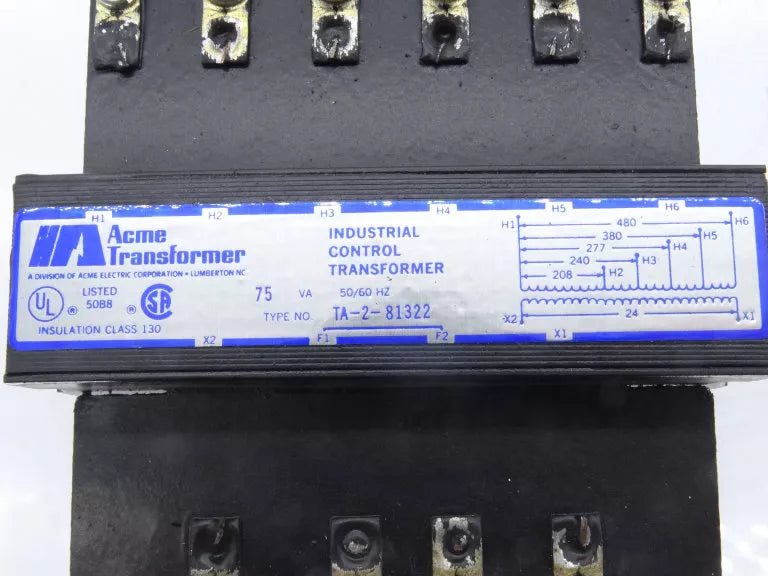 H1 H2 H3 H4 H5 H6
Acme
Transformer
A DIVISION OF ACME ELECTRIC CORPORATION • LUMBERTON NC
UL ® LISTED
50B8
SA ®
INSULATION CLASS 130
INDUSTRIAL
CONTROL
TRANSFORMER
75 VA 50/60 HZ
TYPE NO. TA-2-81322
X2 F1 F2 X1
H1 480 H6
380 H5
277 H4
240 H3
208 H2
X2 24 X1